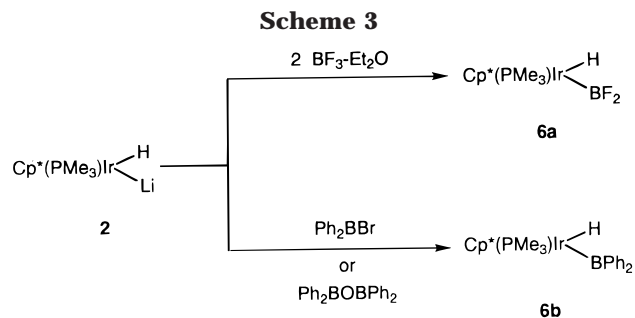 Scheme 3
2 BF₃-Et₂O
Cp*(PMe₃)Ir
H
BF₂
6a
Cp*(PMe₃)Ir
H
Li
2
Ph₂BBr
or
Ph₂BOBPh₂
Cp*(PMe₃)Ir
H
BPh₂
6b